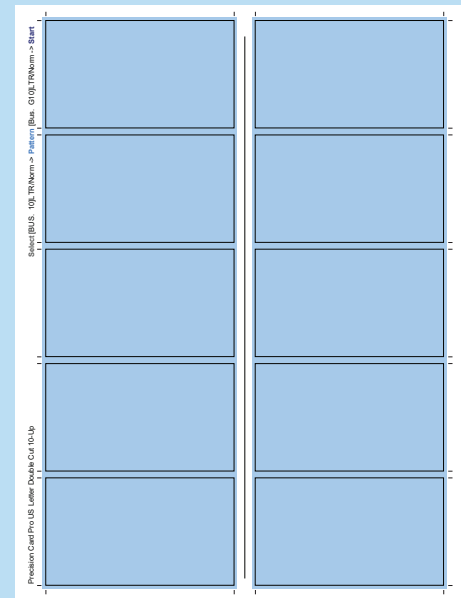 Precision Card Pro US Letter Double Cut 10-Up
Select [BUS. 10]LTR/Norm -> Pattern [Bus. G10]LTR/Norm -> Start